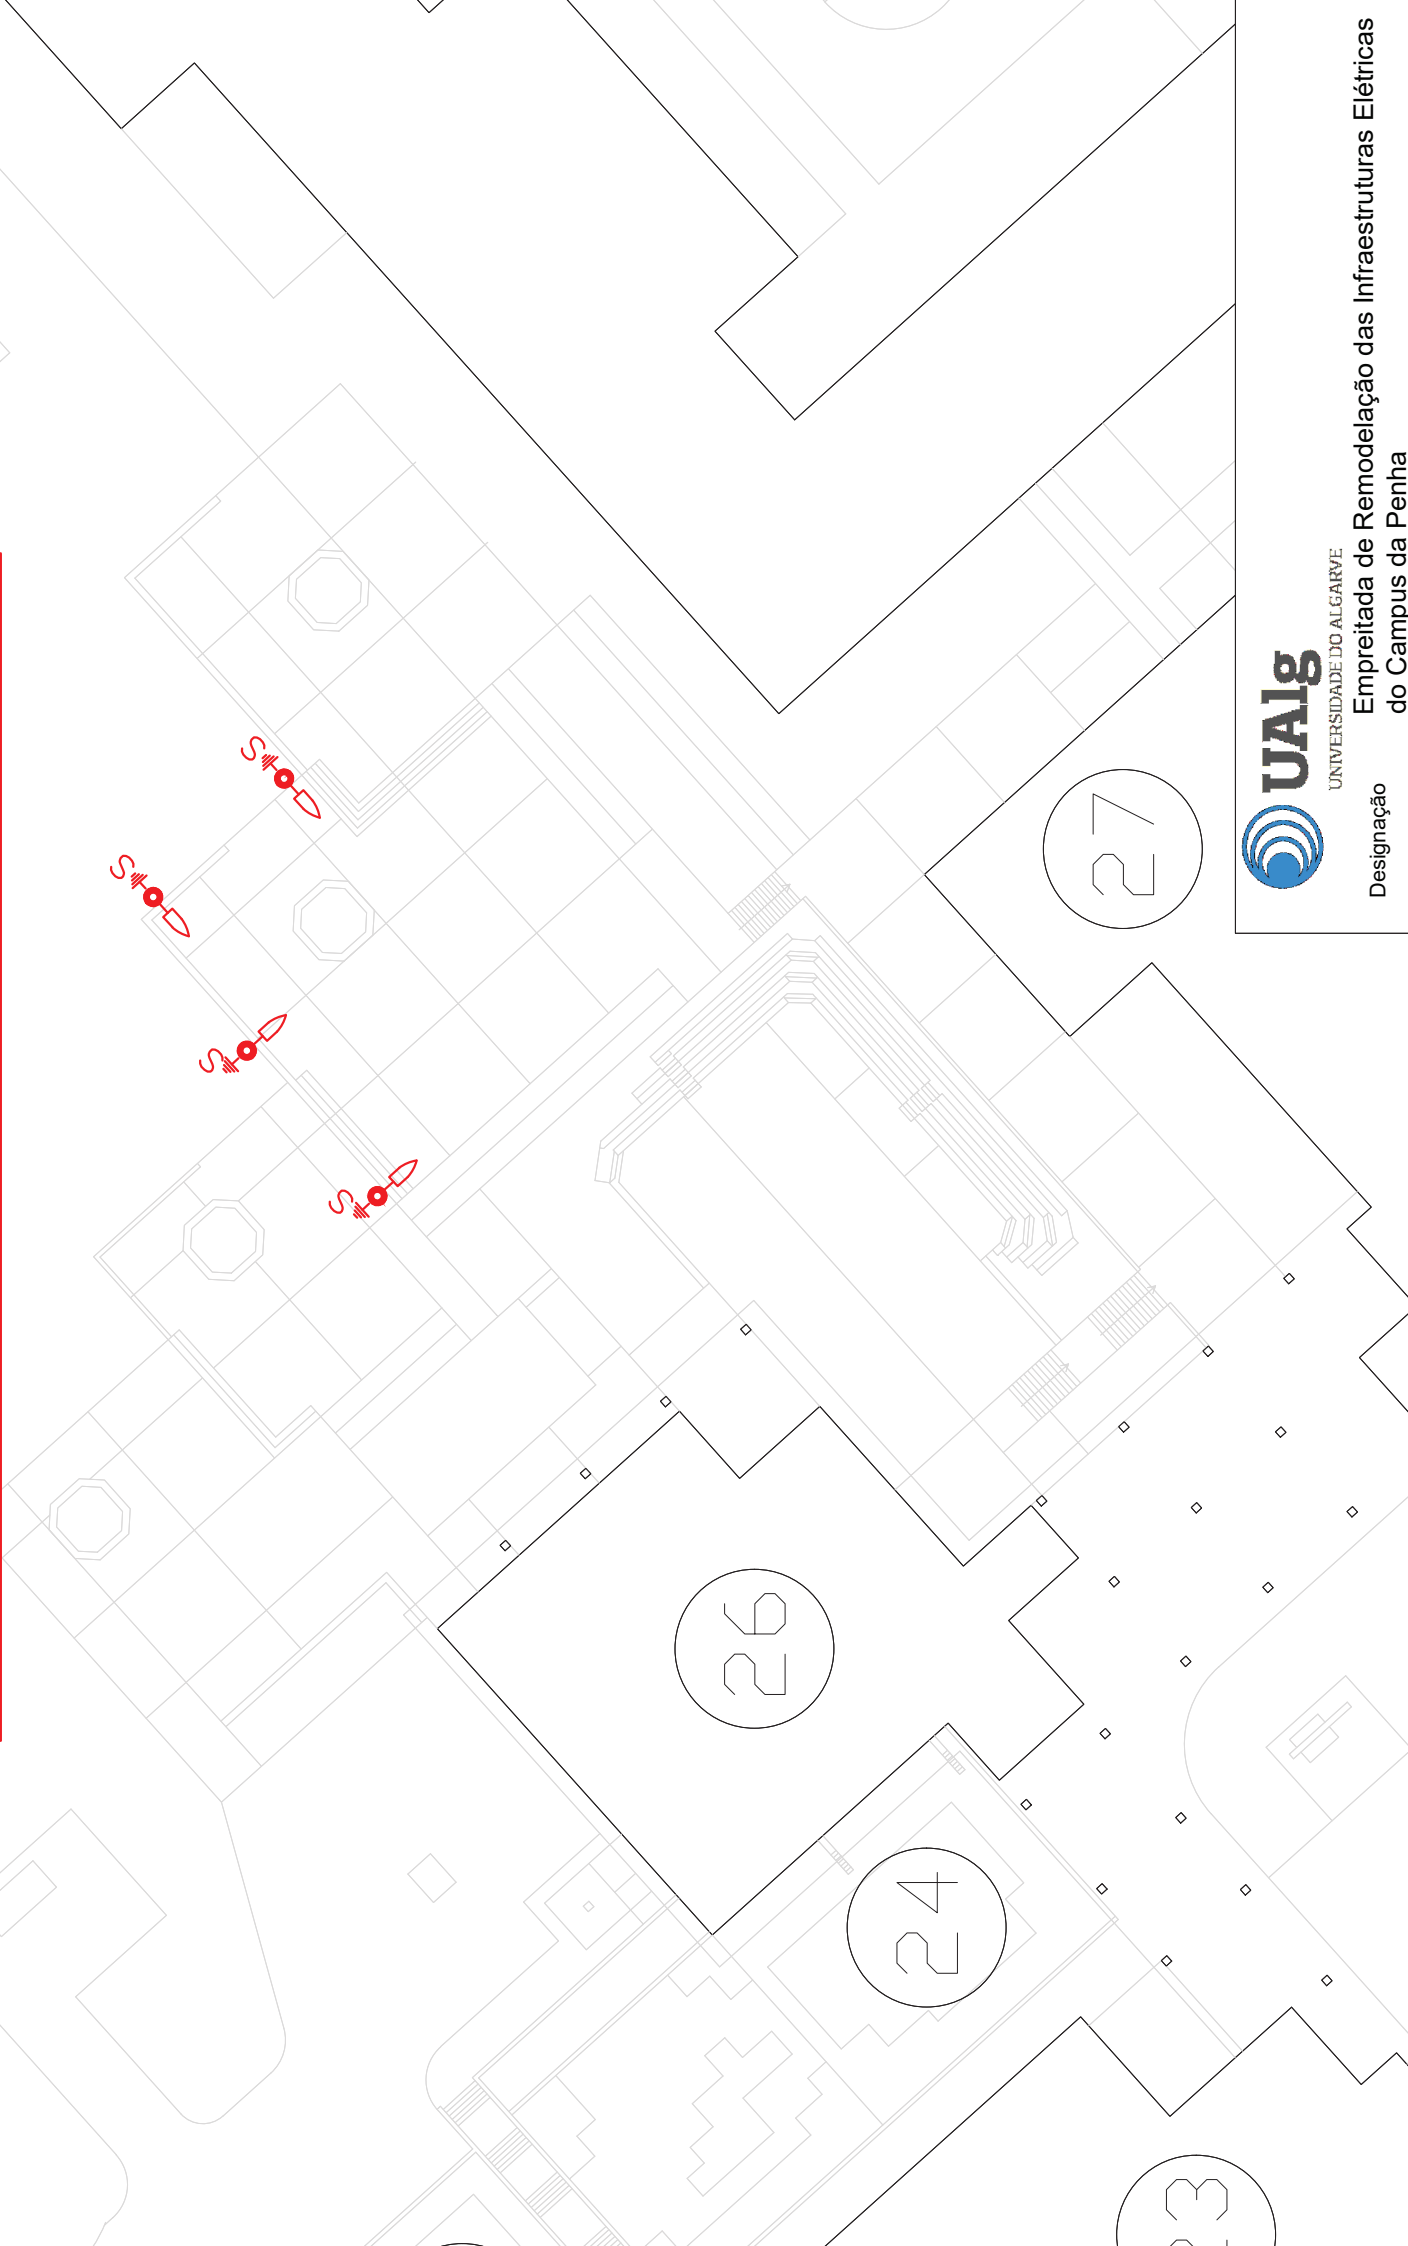 S
S
S
S
27
26
24
UAlg
UNIVERSIDADE DO ALGARVE
Designação
Empreitada de Remodelação das Infraestruturas Elétricas
do Campus da Penha